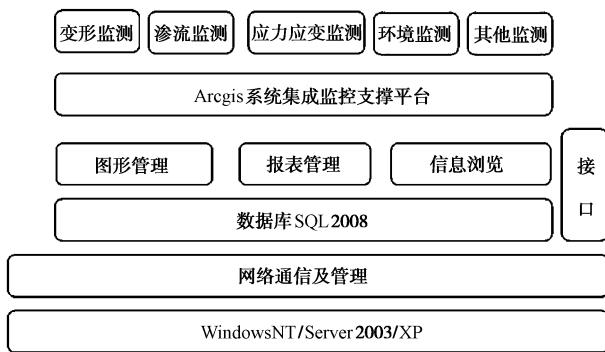 变形监测 渗流监测 应力应变监测 环境监测 其他监测
Arcgis系统集成监控支撑平台
图形管理 报表管理 信息浏览
接口
数据库SQL2008
网络通信及管理
WindowsNT/Server2003/XP